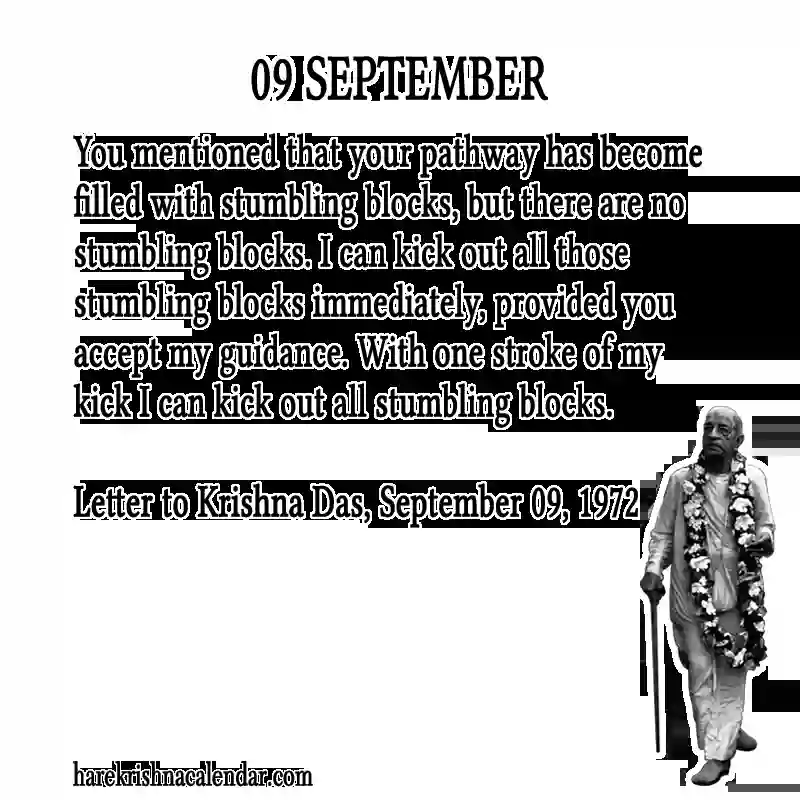 09 SEPTEMBER
You mentioned that your pathway has become
filled with stumbling blocks, but there are no
stumbling blocks. I can kick out all those
stumbling blocks immediately, provided you
accept my guidance. With one stroke of my
kick I can kick out all stumbling blocks.
Letter to Krishna Das, September 09, 1972
harekrishnacalendar.com